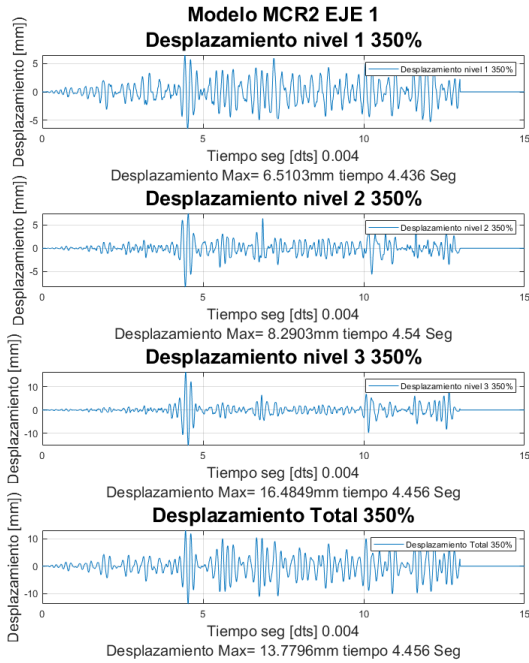 Modelo MCR2 EJE 1
Desplazamiento nivel 1 350%
Desplazamiento [mm]
5
0
-5
Desplazamiento nivel 1 350%
0
5
10
15
Tiempo seg [dts] 0.004
Desplazamiento Max= 6.5103mm tiempo 4.436 Seg
Desplazamiento nivel 2 350%
Desplazamiento [mm]
5
0
-5
Desplazamiento nivel 2 350%
0
5
10
15
Tiempo seg [dts] 0.004
Desplazamiento Max= 8.2903mm tiempo 4.54 Seg
Desplazamiento nivel 3 350%
Desplazamiento [mm]
10
0
-10
Desplazamiento nivel 3 350%
0
5
10
15
Tiempo seg [dts] 0.004
Desplazamiento Max= 16.4849mm tiempo 4.456 Seg
Desplazamiento Total 350%
Desplazamiento [mm]
10
0
-10
Desplazamiento Total 350%
0
5
10
15
Tiempo seg [dts] 0.004
Desplazamiento Max= 13.7796mm tiempo 4.456 Seg